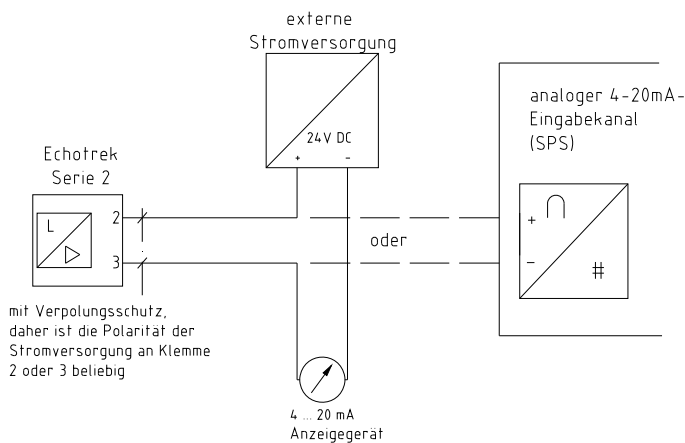 externe
Stromversorgung
24V DC
+ -
analoger 4-20mA-
Eingabekanal
(SPS)
+
-
#
Echotrek
Serie 2
L
2
3
oder
mit Verpolungsschutz,
daher ist die Polarität der
Stromversorgung an Klemme
2 oder 3 beliebig
4 ... 20 mA
Anzeigegerät